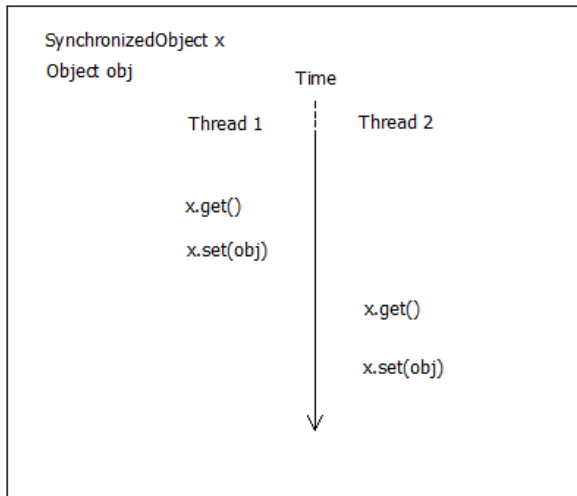 SynchronizedObject x
Object obj
Time
Thread 1
Thread 2
x.get()
x.set(obj)
x.get()
x.set(obj)